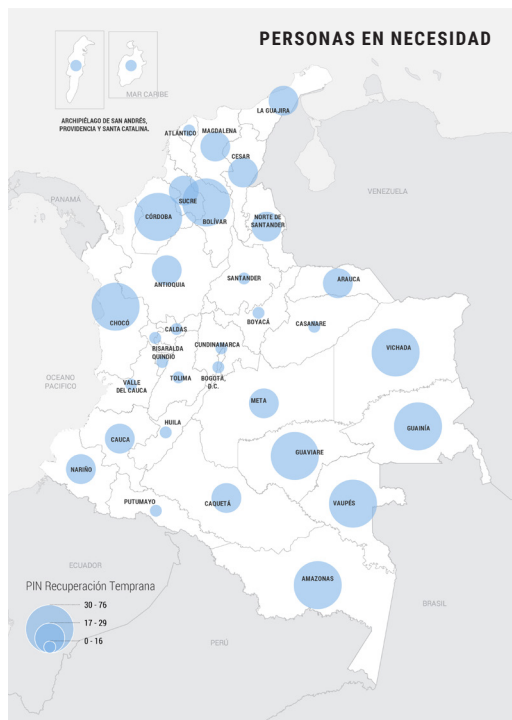 PERSONAS EN NECESIDAD
MAR CARIBE
ARCHIPIÉLAGO DE SAN ANDRÉS,
PROVIDENCIA Y SANTA CATALINA.
LA GUAJIRA
ATLÁNTICO
MAGDALENA
CESAR
VENEZUELA
PANAMÁ
SUCRE
CÓRDOBA
BOLÍVAR
NORTE DE
SANTANDER
SANTANDER
ARAUCA
ANTIOQUIA
BOYACÁ
CASANARE
CHOCÓ
CALDAS
CUNDINAMARCA
RISARALDA
QUINDIO
VICHADA
OCEANO
PACIFICO
VALLE
DEL CAUCA
TOLIMA
BOGOTÁ,
D.C.
META
HUILA
GUAINÍA
CAUCA
GUAVIARE
NARIÑO
CAQUETÁ
VAUPÉS
PUTUMAYO
ECUADOR
AMAZONAS
PIN Recuperación Temprana
30 - 76
17 - 29
0 - 16
BRASIL
PERÚ